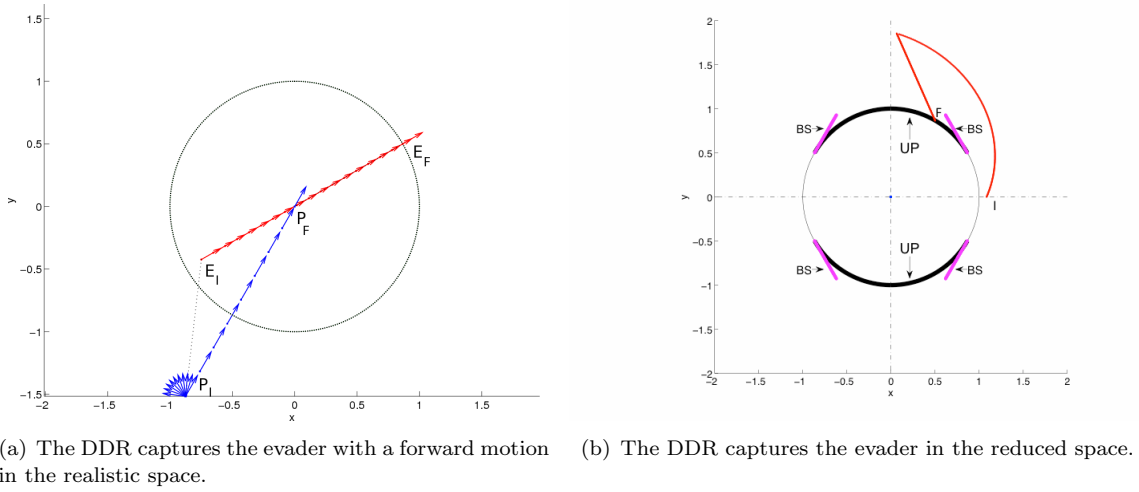 1.5
1
0.5
0
−0.5
−1
−1.5
−2
−1.5
−1
−0.5
0
0.5
1
1.5
x
y
E_F
P_F
E_I
P_I
2
1.5
1
0.5
0
−0.5
−1
−1.5
−2
−2
−1.5
−1
−0.5
0
0.5
1
1.5
2
x
y
F
BS
BS
UP
I
UP
BS
BS
(a) The DDR captures the evader with a forward motion
in the realistic space.
(b) The DDR captures the evader in the reduced space.